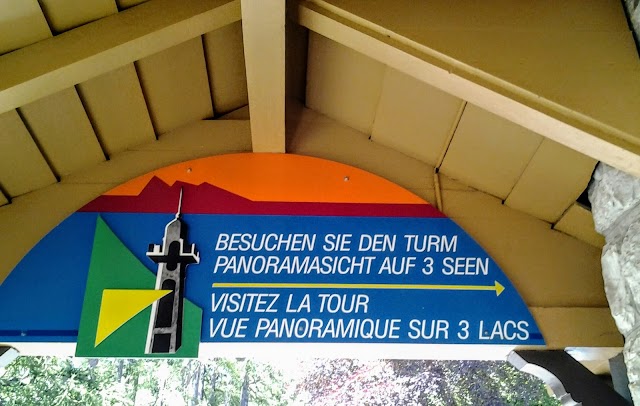 BESUCHEN SIE DEN TURM
PANORAMASICHT AUF 3 SEEN
VISITEZ LA TOUR
VUE PANORAMIQUE SUR 3 LACS